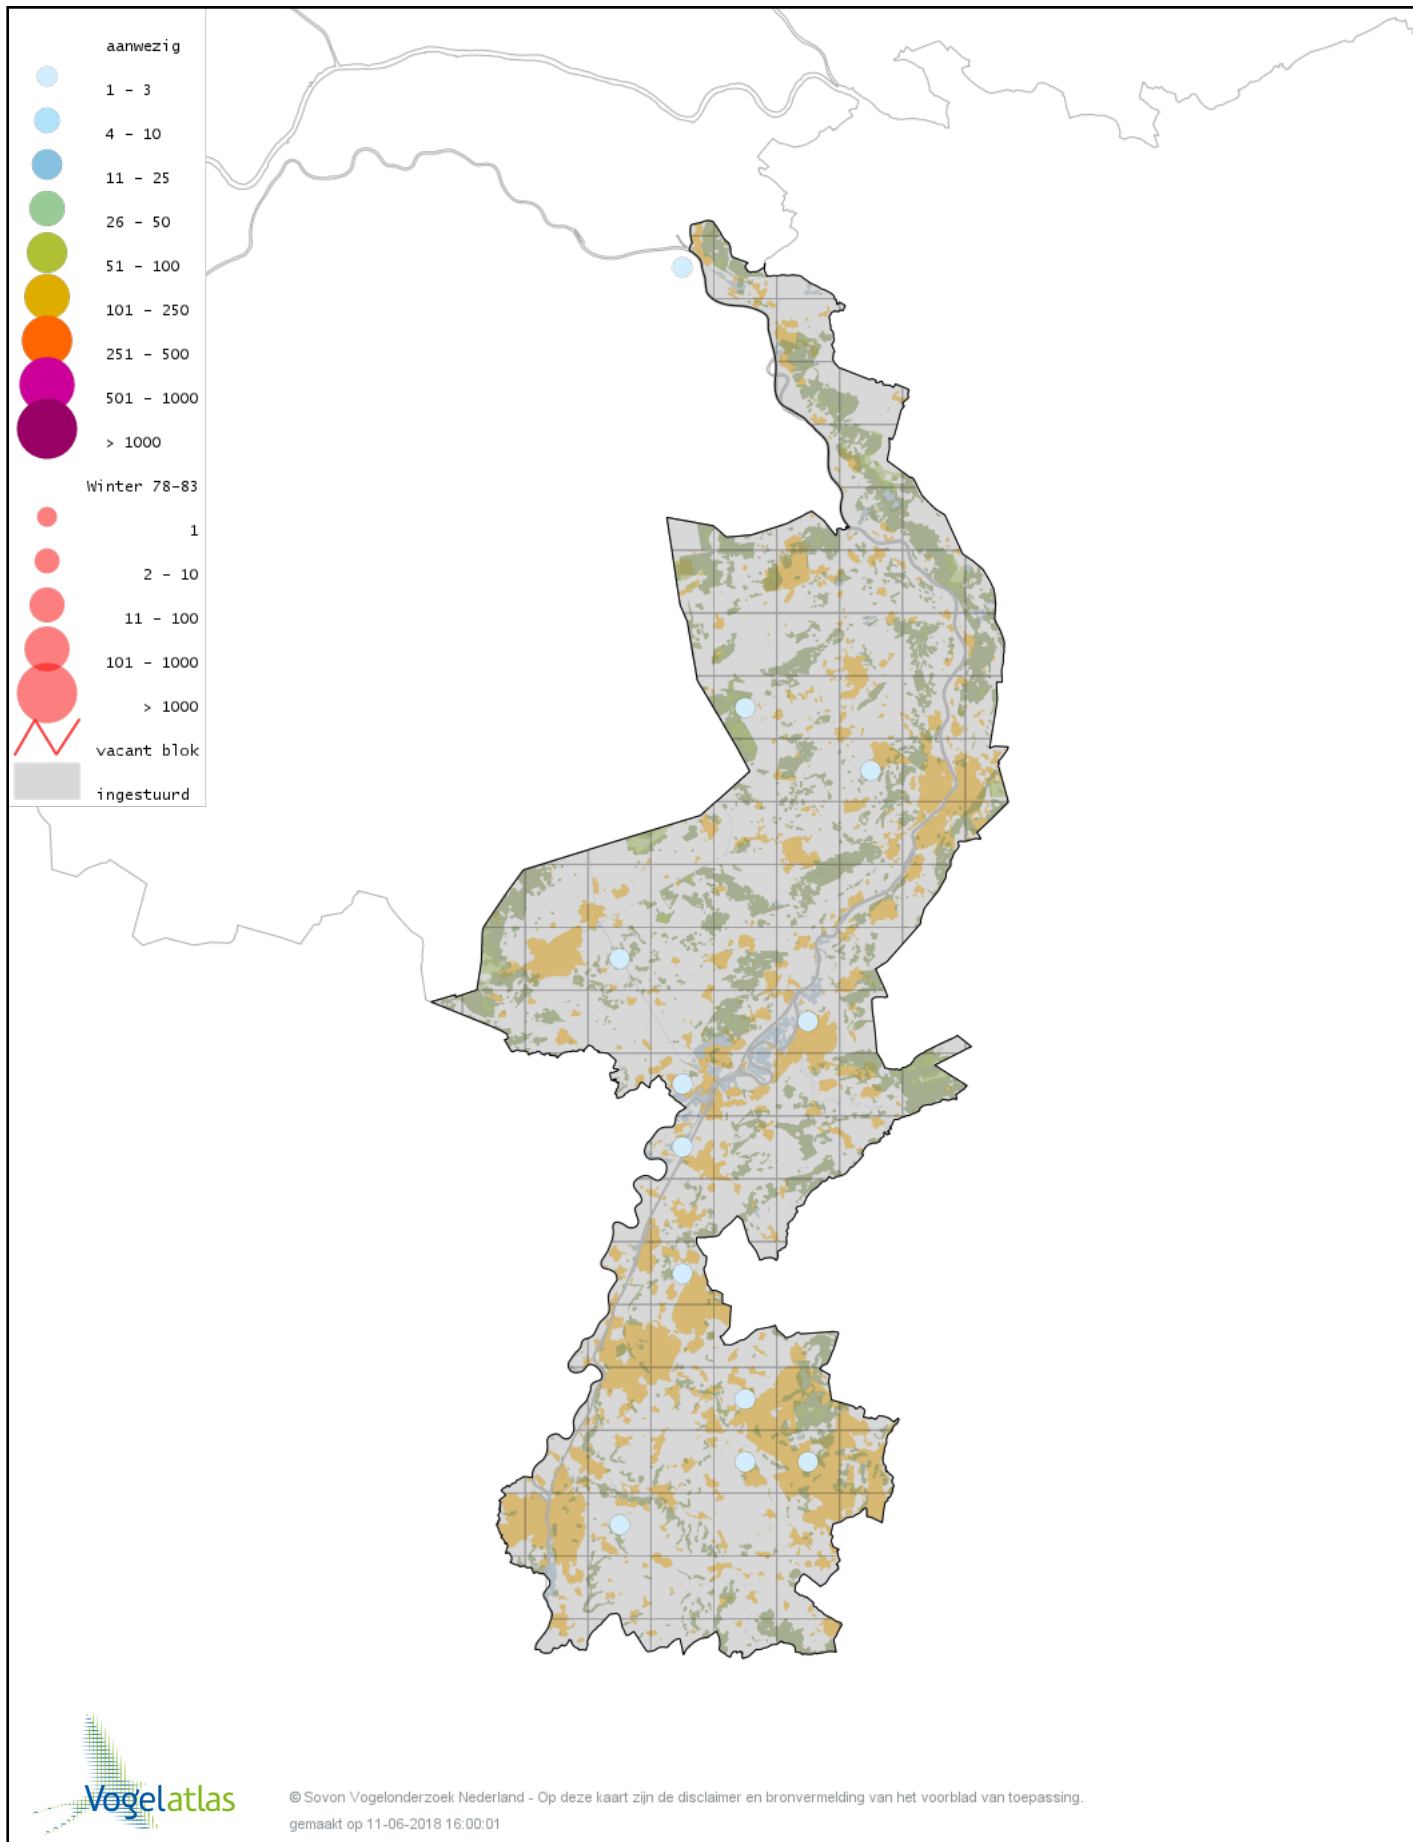 aanwezig
1 - 3
4 - 10
11 - 25
26 - 50
51 - 100
101 - 250
251 - 500
501 - 1000
> 1000
Winter 78-83
1
2 - 10
11 - 100
101 - 1000
> 1000
vacant blok
ingestuurd
Vogelatlas
© Sovon Vogelonderzoek Nederland - Op deze kaart zijn de disclaimer en bronvermelding van het voorblad van toepassing.
gemaakt op 11-06-2018 16:00:01